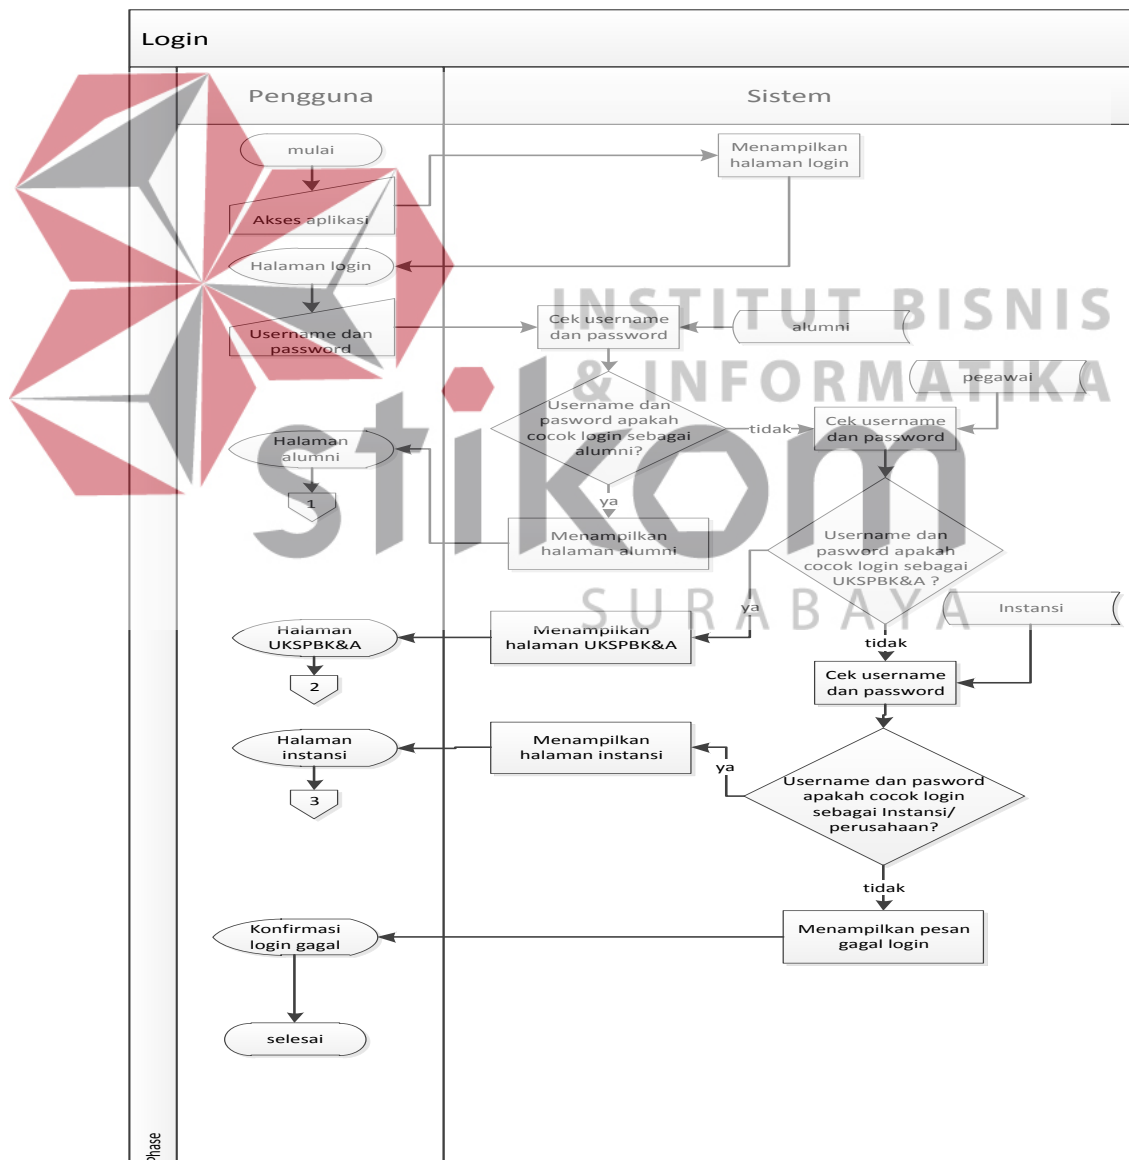 Login
Pengguna
Sistem
mulai
Menampilkan
halaman login
Akses aplikasi
Halaman login
INSTITUT BISNIS
& INFORMATIKA
stikom
SURABAYA
Username dan
password
Cek username
dan password
alumni
pegawai
Username dan
pasword apakah
cocok login sebagai
alumni?
tidak
Cek username
dan password
Halaman
alumni
1
ya
Menampilkan
halaman alumni
Username dan
pasword apakah
cocok login sebagai
UKSPBK&A ?
ya
Instansi
Halaman
UKSPBK&A
Menampilkan
halaman UKSPBK&A
tidak
2
Cek username
dan password
Halaman
instansi
Menampilkan
halaman instansi
ya
3
Username dan pasword
apakah cocok login
sebagai Instansi/
perusahaan?
tidak
Konfirmasi
login gagal
Menampilkan pesan
gagal login
selesai
Phase